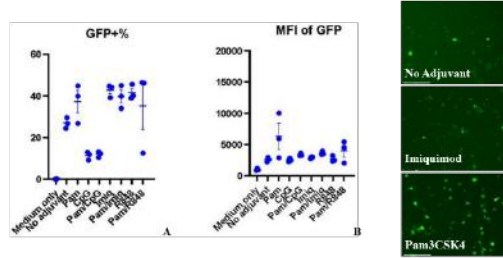 GFP+%
60
40
20
0
Medium only
No adjuvant
Pam
CpG
Pam/CpG
Imiq
Pam/Imiq
R848
Pam/R848
A
MFI of GFP
20000
15000
10000
5000
0
Medium only
No adjuvant
Pam
CpG
Pam/CpG
Imiq
Pam/Imiq
R848
Pam/R848
B
No Adjuvant
Imiquimod
Pam3CSK4